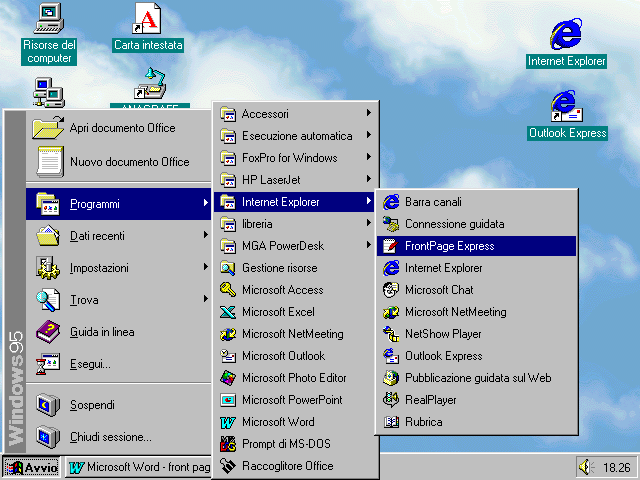 Risorse del
computer
Carta intestata
Internet Explorer
Outlook Express
Apri documento Office
Nuovo documento Office
Programmi
Dati recenti
Impostazioni
Trova
Guida in linea
Esegui...
Sospendi
Chiudi sessione...
Windows95
Accessori
Esecuzione automatica
FoxPro for Windows
HP LaserJet
Internet Explorer
libreria
MGA PowerDesk
Gestione risorse
Microsoft Access
Microsoft Excel
Microsoft NetMeeting
Microsoft Outlook
Microsoft Photo Editor
Microsoft PowerPoint
Microsoft Word
Prompt di MS-DOS
Raccoglitore Office
Barra canali
Connessione guidata
FrontPage Express
Internet Explorer
Microsoft Chat
Microsoft NetMeeting
NetShow Player
Outlook Express
Pubblicazione guidata sul Web
RealPlayer
Rubrica
Avvio
Microsoft Word - front pag
18.26